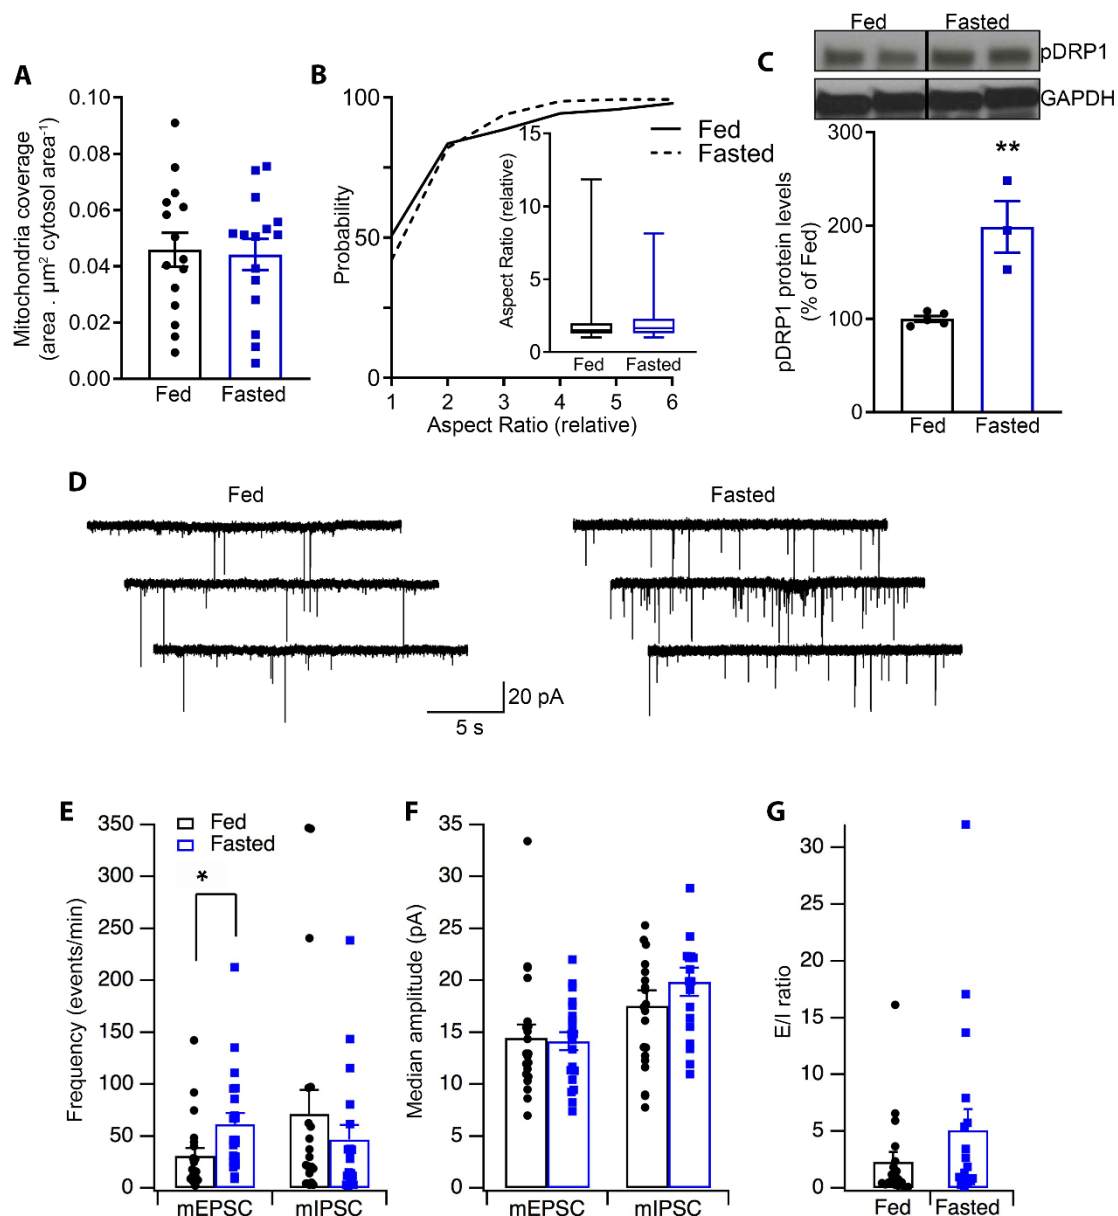 A
Mitochondria coverage
(area . µm² cytosol area⁻¹)
0.10
0.08
0.06
0.04
0.02
0.00
Fed
Fasted
B
Probability
100
50
0
1
2
3
4
5
6
Aspect Ratio (relative)
Fed
Fasted
Aspect Ratio (relative)
15
10
5
0
Fed
Fasted
C
Fed
Fasted
pDRP1
GAPDH
pDRP1 protein levels
(% of Fed)
300
200
100
0
**
Fed
Fasted
D
Fed
Fasted
20 pA
5 s
E
Frequency (events/min)
350
300
250
200
150
100
50
0
Fed
Fasted
*
mEPSC
mIPSC
F
Median amplitude (pA)
35
30
25
20
15
10
5
0
mEPSC
mIPSC
G
E/I ratio
30
25
20
15
10
5
0
Fed
Fasted